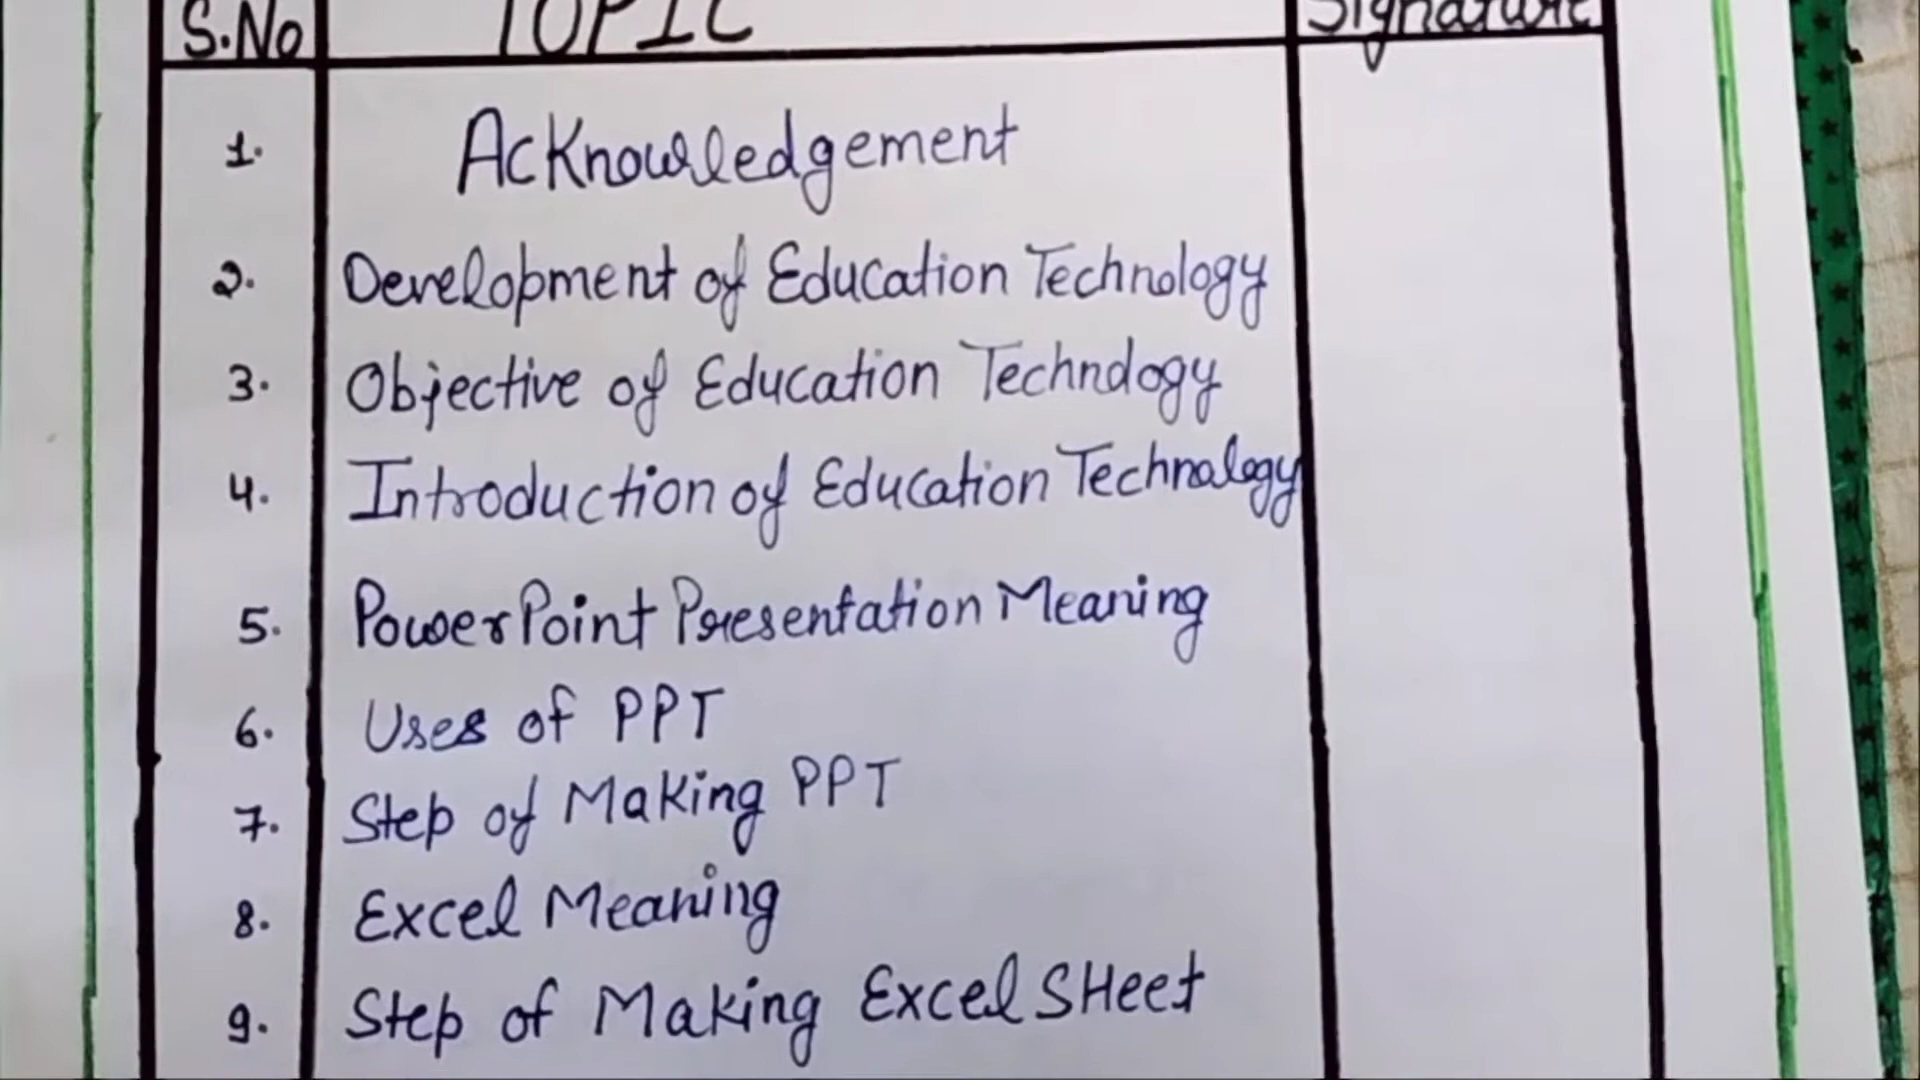 S.No TOPIC Signature
1. Acknowledgement
2. Development of Education Technology
3. Objective of Education Technology
4. Introduction of Education Technology
5. PowerPoint Presentation Meaning
6. Uses of PPT
7. Step of Making PPT
8. Excel Meaning
9. Step of Making Excel SHeet